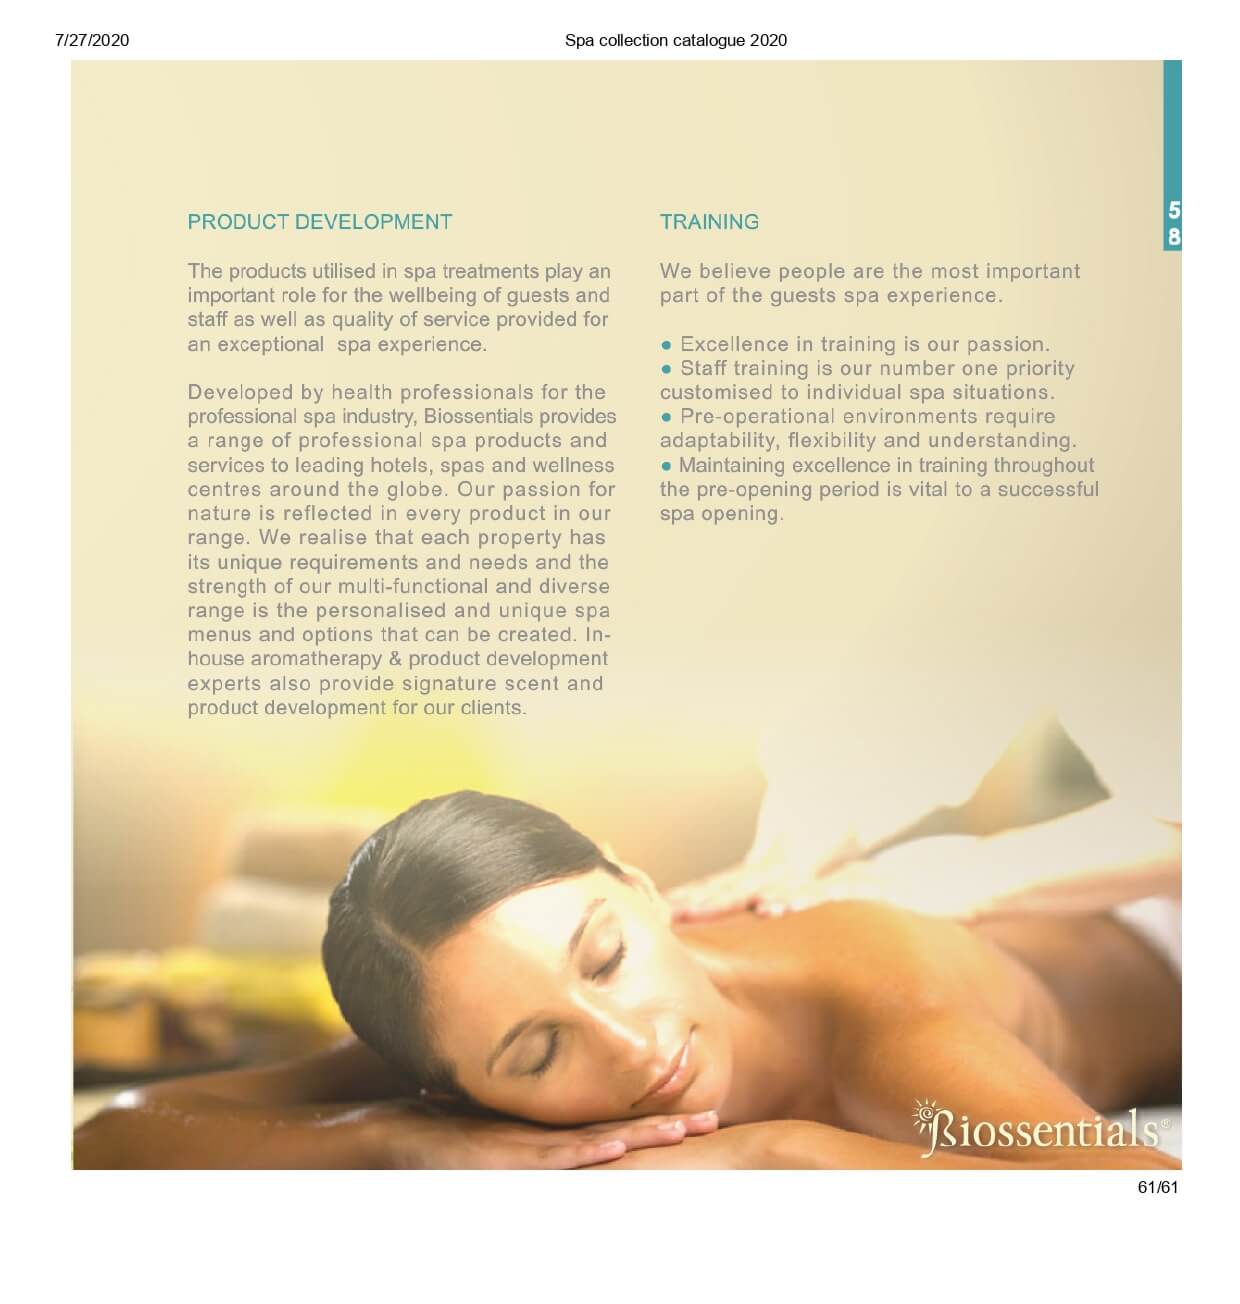 7/27/2020
Spa collection catalogue 2020
5
8
PRODUCT DEVELOPMENT
The products utilised in spa treatments play an
important role for the wellbeing of guests and
staff as well as quality of service provided for
an exceptional  spa experience.
Developed by health professionals for the
professional spa industry, Biossentials provides
a range of professional spa products and
services to leading hotels, spas and wellness
centres around the globe. Our passion for
nature is reflected in every product in our
range. We realise that each property has
its unique requirements and needs and the
strength of our multi-functional and diverse
range is the personalised and unique spa
menus and options that can be created. In-
house aromatherapy & product development
experts also provide signature scent and
product development for our clients.
TRAINING
We believe people are the most important
part of the guests spa experience.
● Excellence in training is our passion.
● Staff training is our number one priority
customised to individual spa situations.
● Pre-operational environments require
adaptability, flexibility and understanding.
● Maintaining excellence in training throughout
the pre-opening period is vital to a successful
spa opening.
Biossentials®
61/61